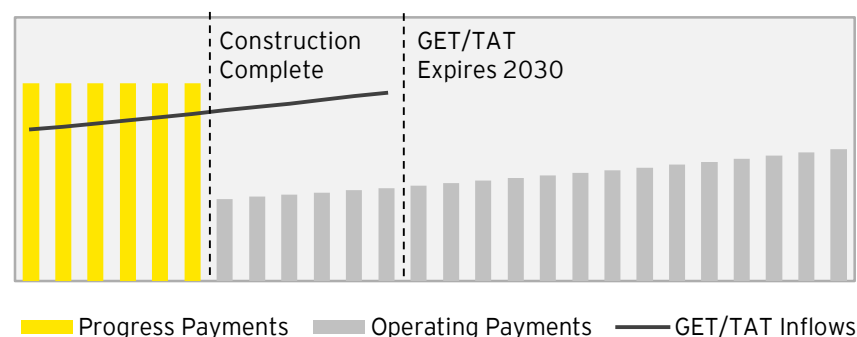 Construction
Complete
GET/TAT
Expires 2030
Progress Payments
Operating Payments
GET/TAT Inflows